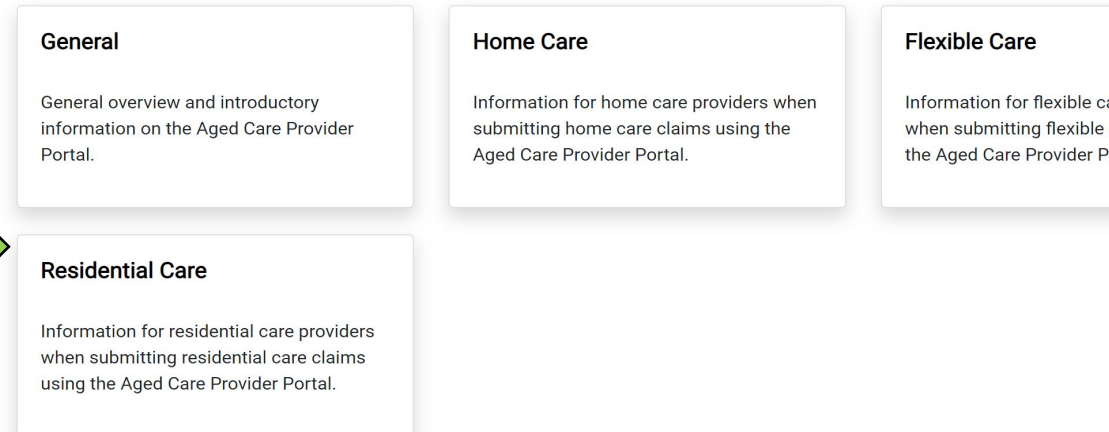 General
General overview and introductory
information on the Aged Care Provider
Portal.
Home Care
Information for home care providers when
submitting home care claims using the
Aged Care Provider Portal.
Flexible Care
Information for flexible
when submitting flexible
the Aged Care Provider
Residential Care
Information for residential care providers
when submitting residential care claims
using the Aged Care Provider Portal.